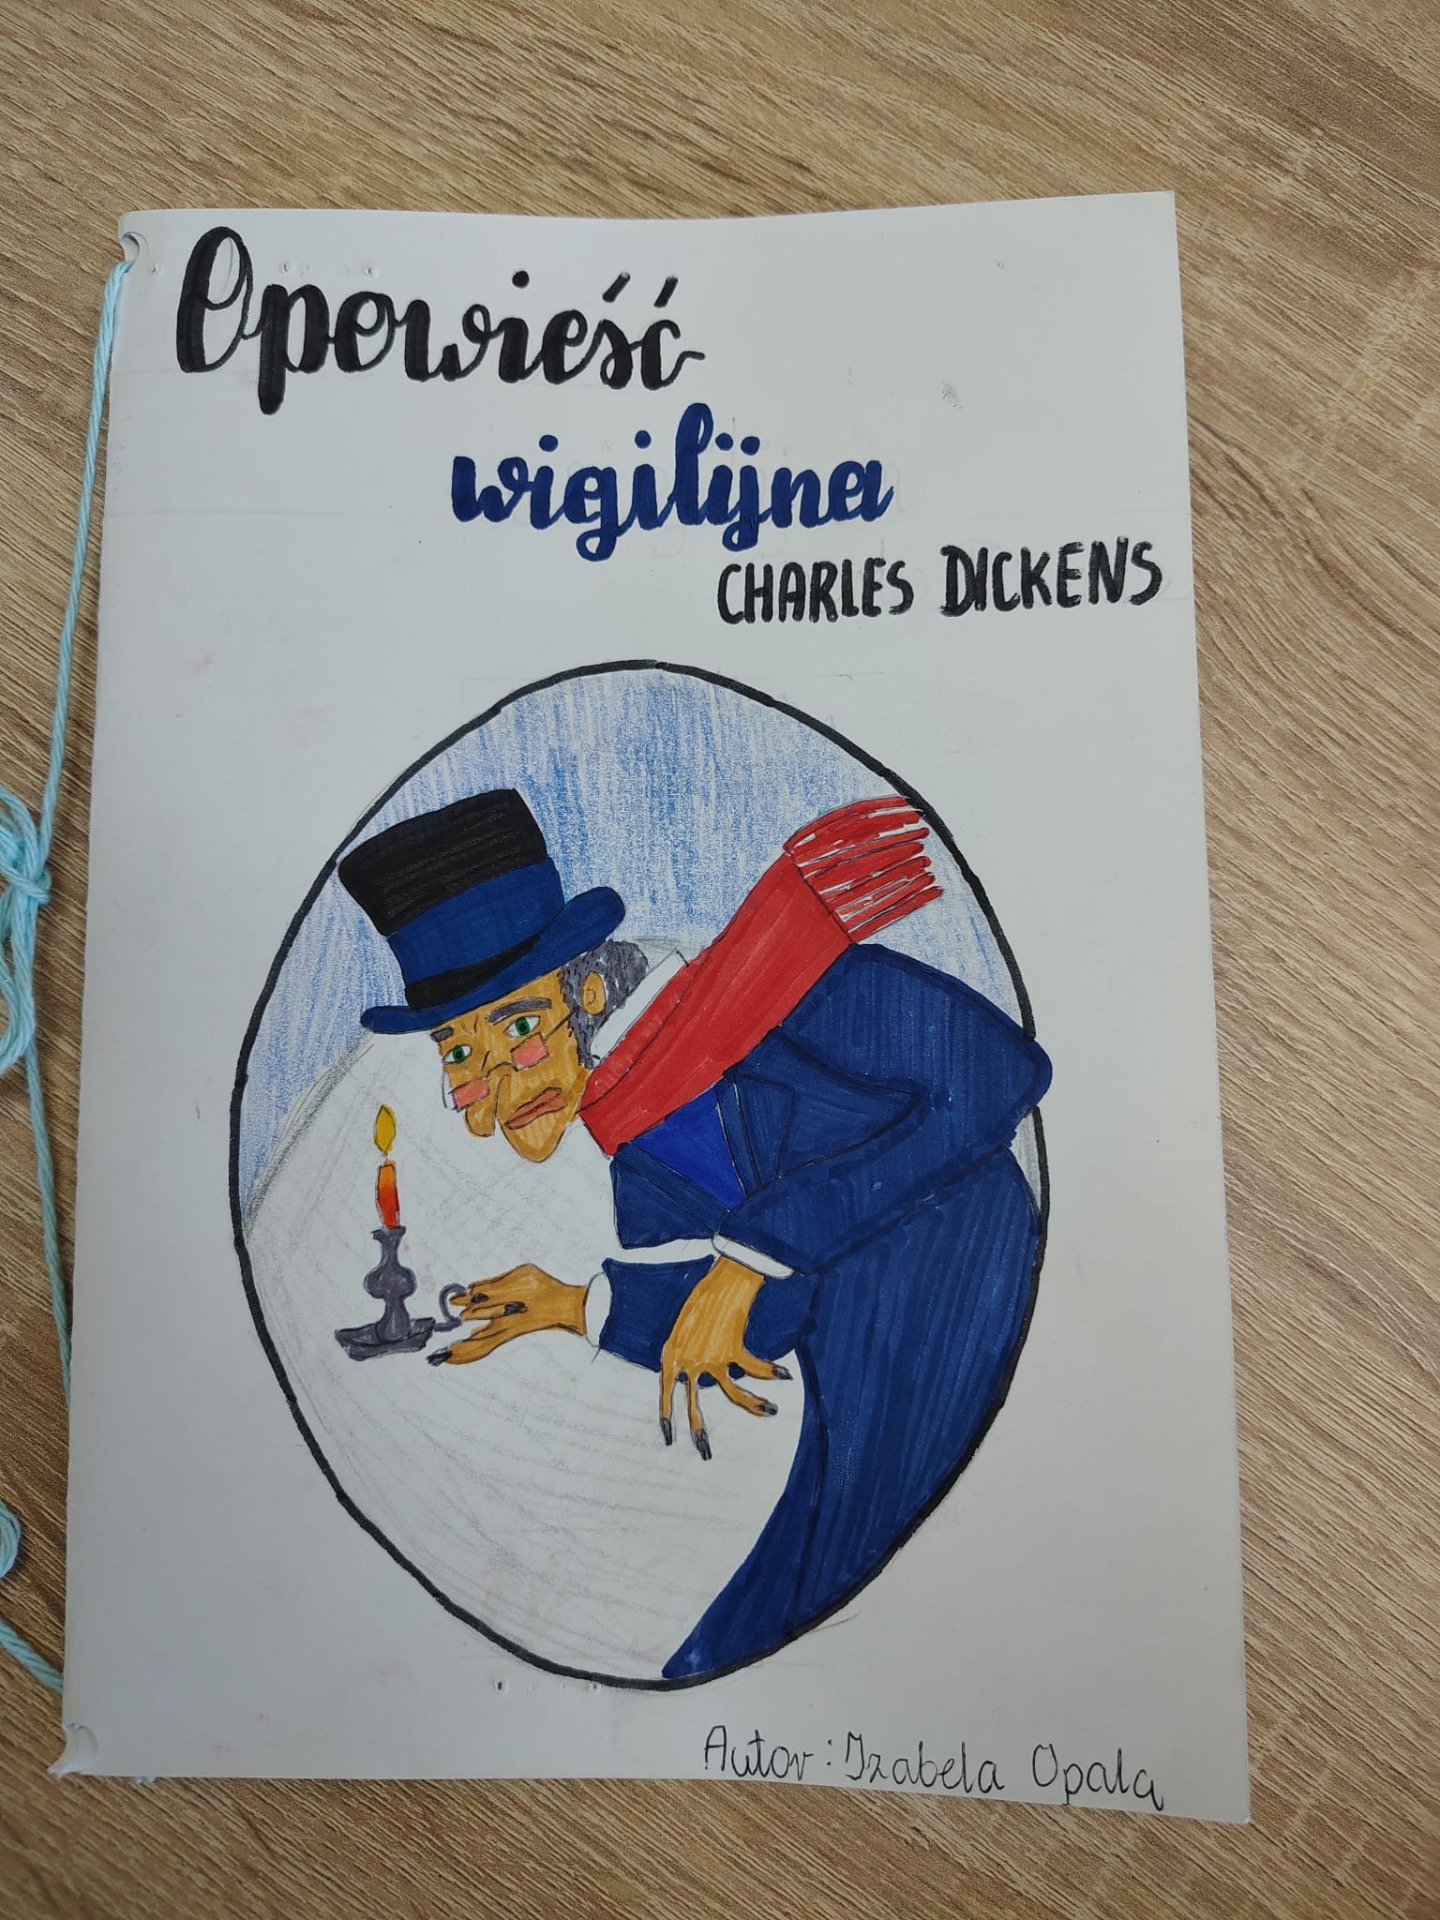 Opowieść
wigilijna
CHARLES DICKENS
Autor: Izabela Opala